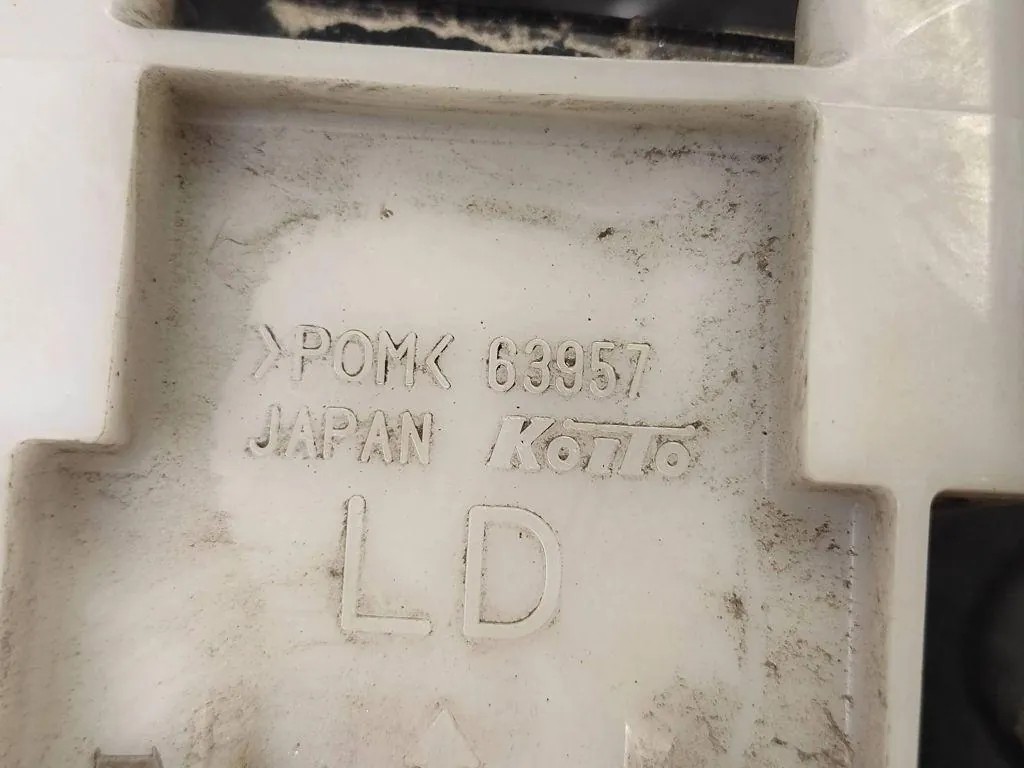 >POM< 63957
JAPAN KoiTo
LD